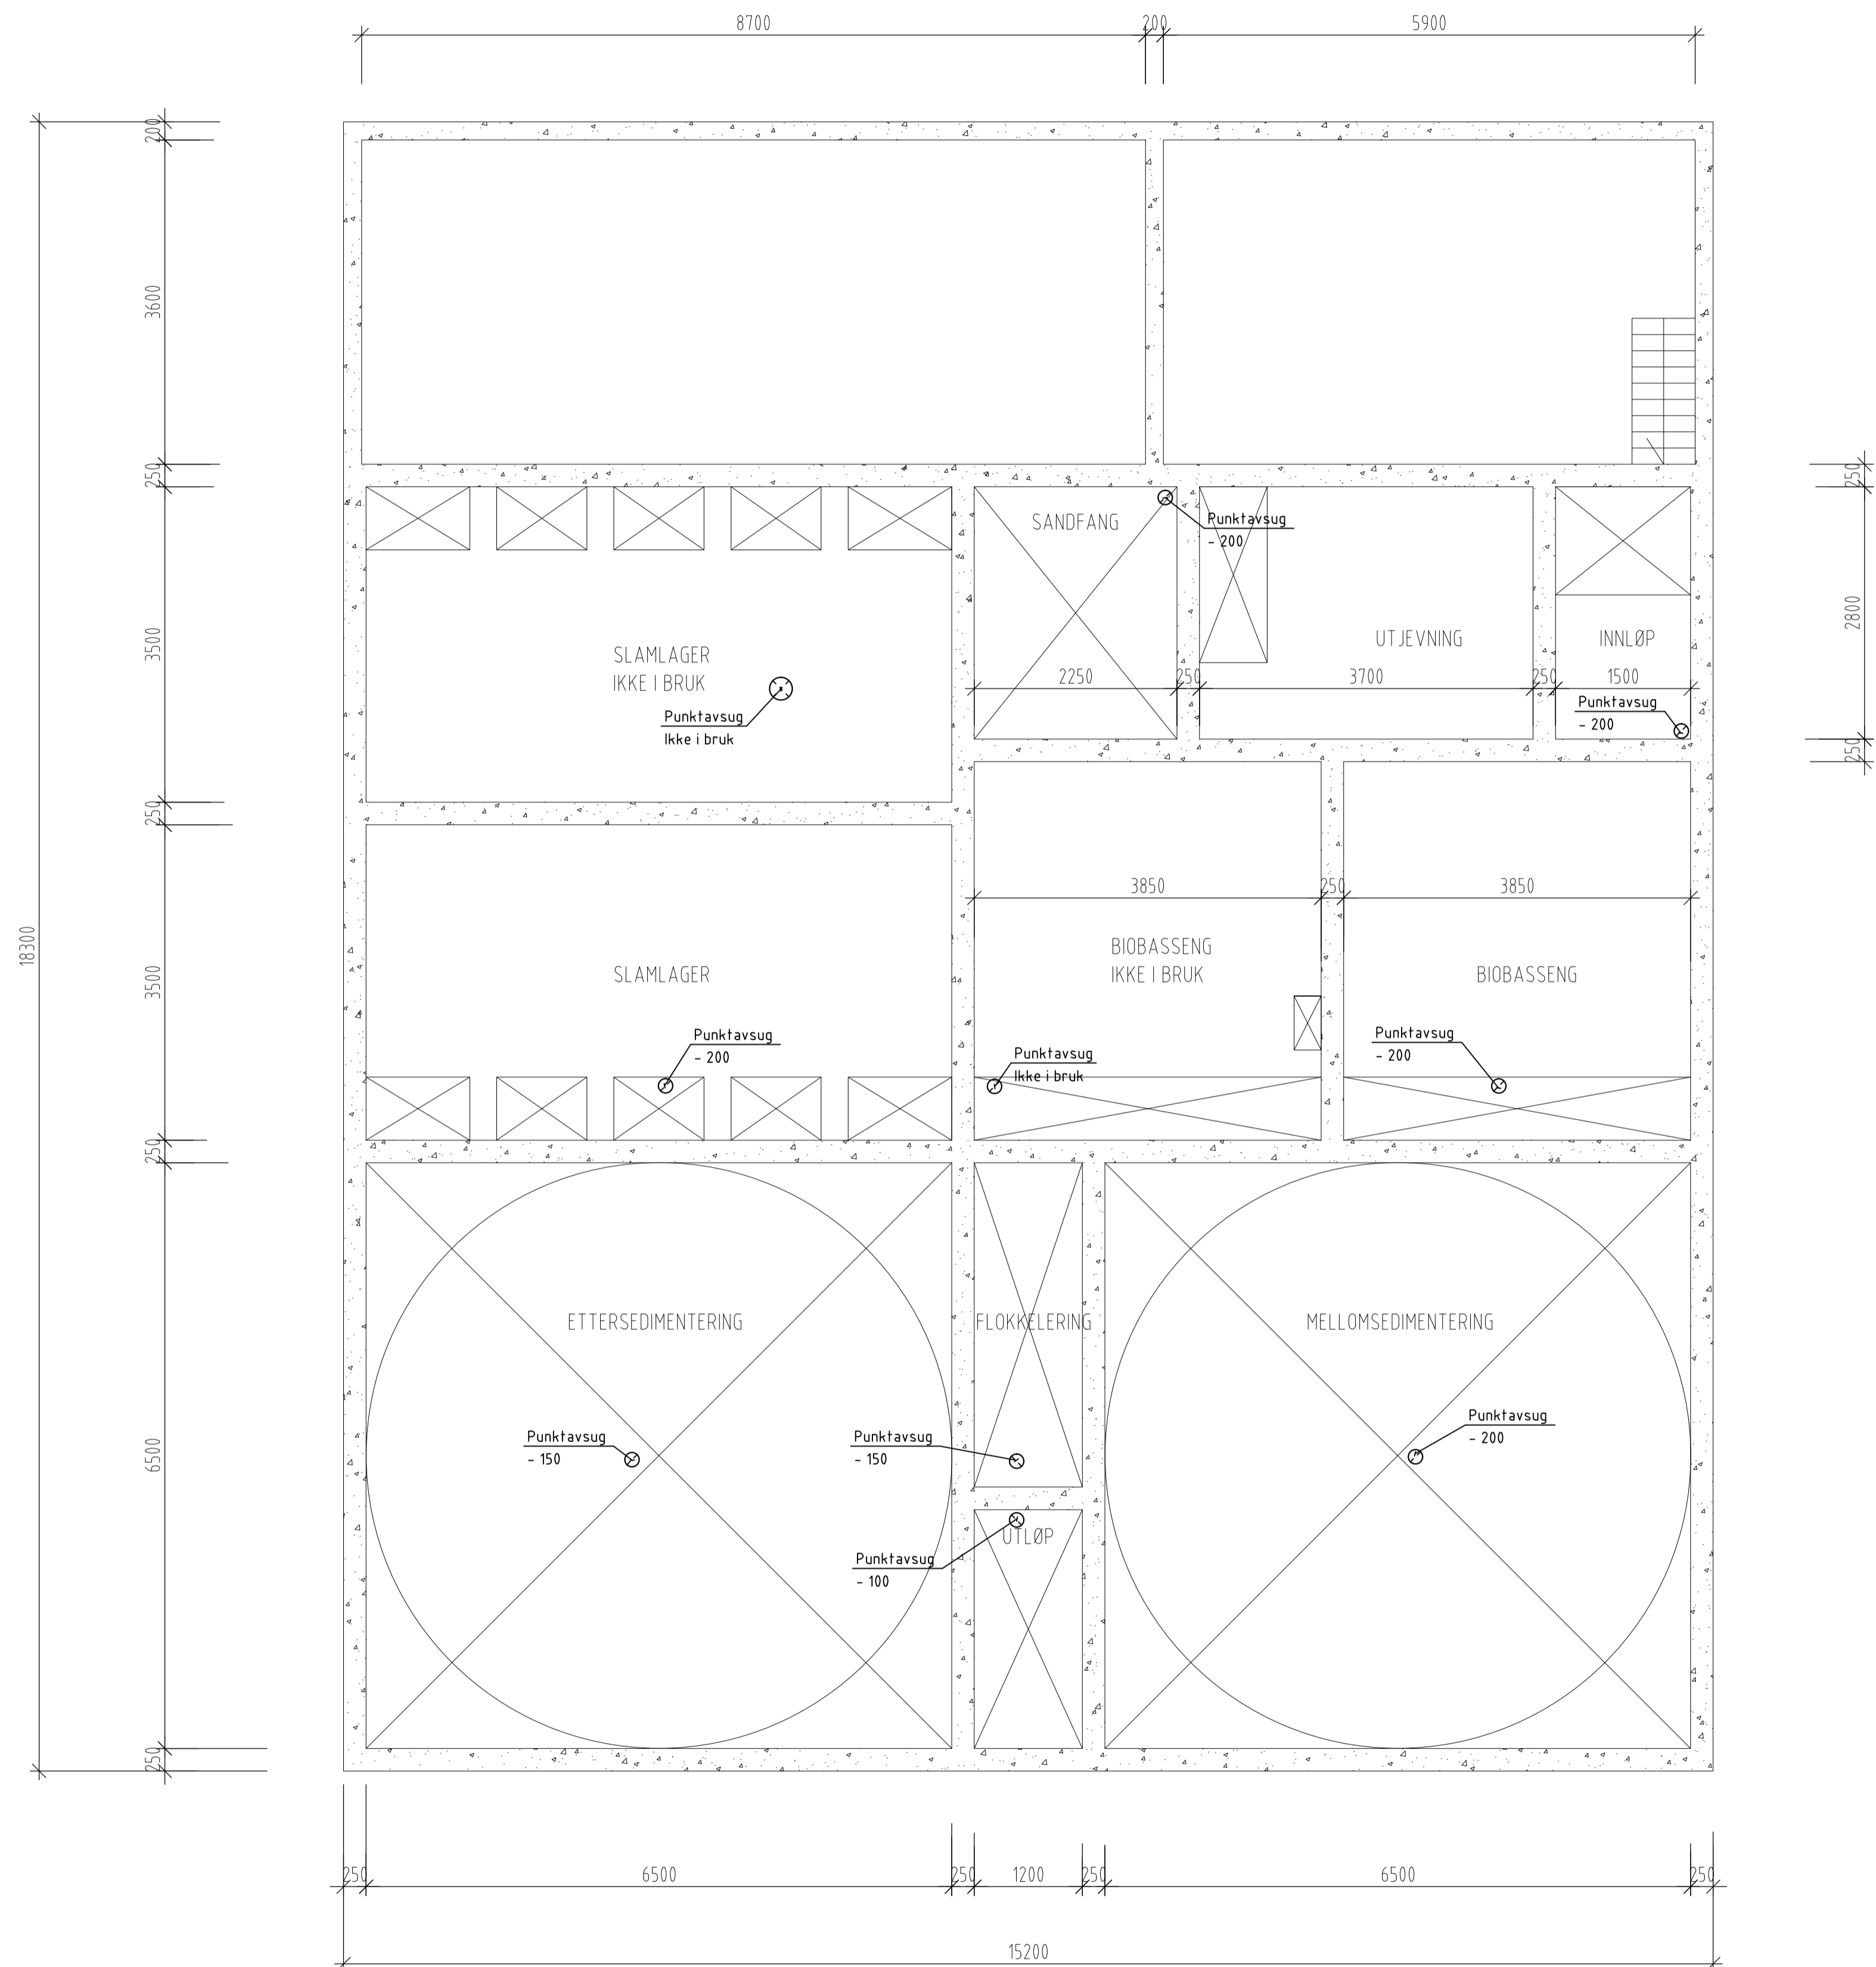 8700
200
5900
200
3600
250
250
SANDFANG
Punktavsug
- 200
2800
3500
SLAMLAGER
IKKE I BRUK
UTJEVNING
INNLØP
2250
250
3700
250
1500
Punktavsug
Ikke i bruk
Punktavsug
- 200
250
250
3850
250
3850
18300
3500
SLAMLAGER
BIOBASSENG
IKKE I BRUK
BIOBASSENG
Punktavsug
- 200
Punktavsug
Ikke i bruk
Punktavsug
- 200
250
ETTERSEDIMENTERING
FLOKKELERING
MELLOMSEDIMENTERING
6500
Punktavsug
- 150
Punktavsug
- 150
Punktavsug
- 200
UTLØP
Punktavsug
- 100
250
250
6500
250
1200
250
6500
250
15200